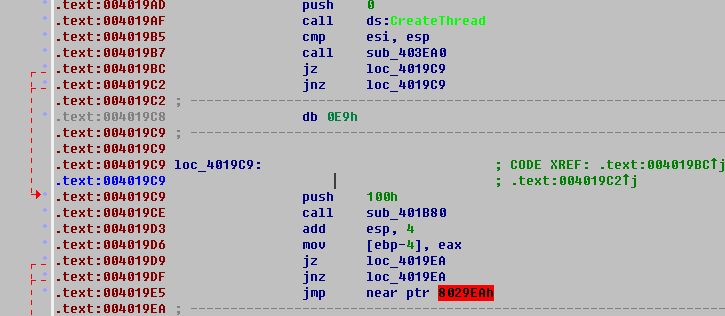 .text:004019AD push 0
.text:004019AF call ds:CreateThread
.text:004019B5 cmp esi, esp
.text:004019B7 call sub_403EA0
.text:004019BC jz loc_4019C9
.text:004019C2 jnz loc_4019C9
.text:004019C2 ; ---------------------------------------------------------------------------
.text:004019C8 db 0E9h
.text:004019C9 ; ---------------------------------------------------------------------------
.text:004019C9
.text:004019C9 loc_4019C9: ; CODE XREF: .text:004019BC↑j
.text:004019C9 ; .text:004019C2↑j
.text:004019C9 push 100h
.text:004019CE call sub_401B80
.text:004019D3 add esp, 4
.text:004019D6 mov [ebp-4], eax
.text:004019D9 jz loc_4019EA
.text:004019DF jnz loc_4019EA
.text:004019E5 jmp near ptr 8029EAh
.text:004019EA ; ---------------------------------------------------------------------------